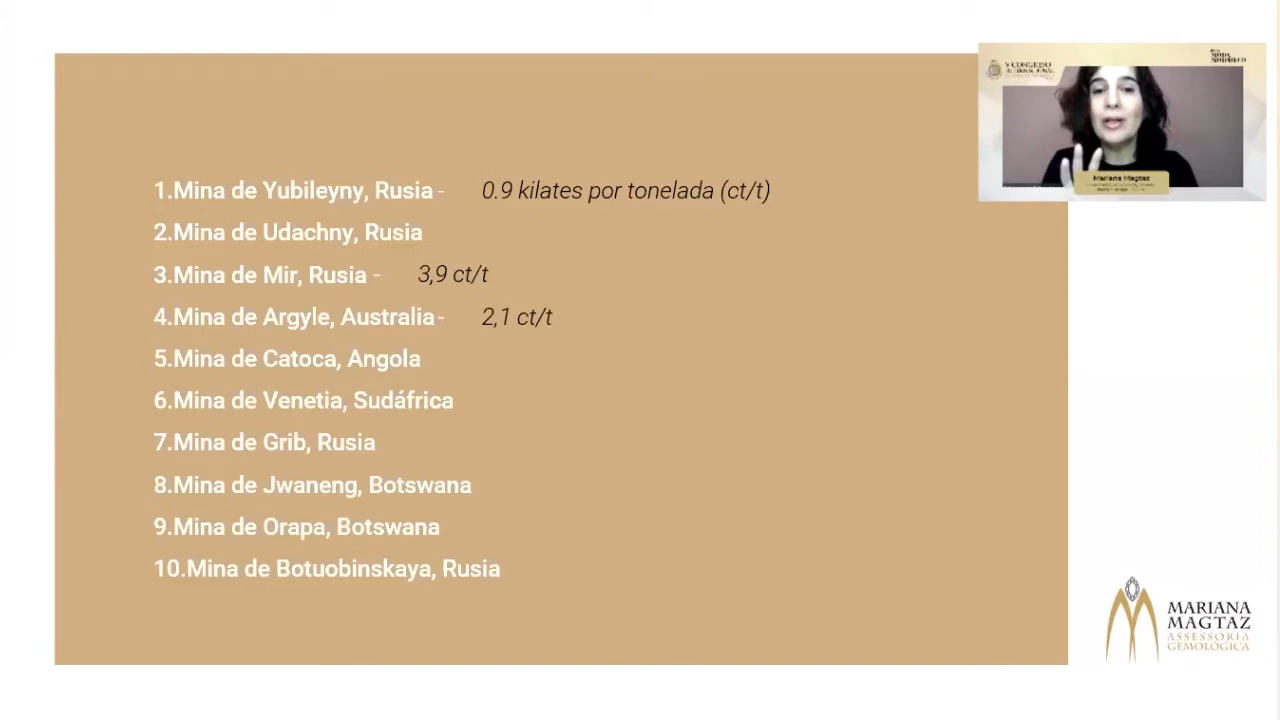 1.Mina de Yubileyny, Rusia - 0.9 kilates por tonelada (ct/t)
2.Mina de Udachny, Rusia
3.Mina de Mir, Rusia - 3,9 ct/t
4.Mina de Argyle, Australia- 2,1 ct/t
5.Mina de Catoca, Angola
6.Mina de Venetia, Sudáfrica
7.Mina de Grib, Rusia
8.Mina de Jwaneng, Botswana
9.Mina de Orapa, Botswana
10.Mina de Botuobinskaya, Rusia
V CONGRESO
INTERNACIONAL
Mariana Magtaz
MARIANA
MAGTAZ
ASSESSORIA
GEMOLÓGICA